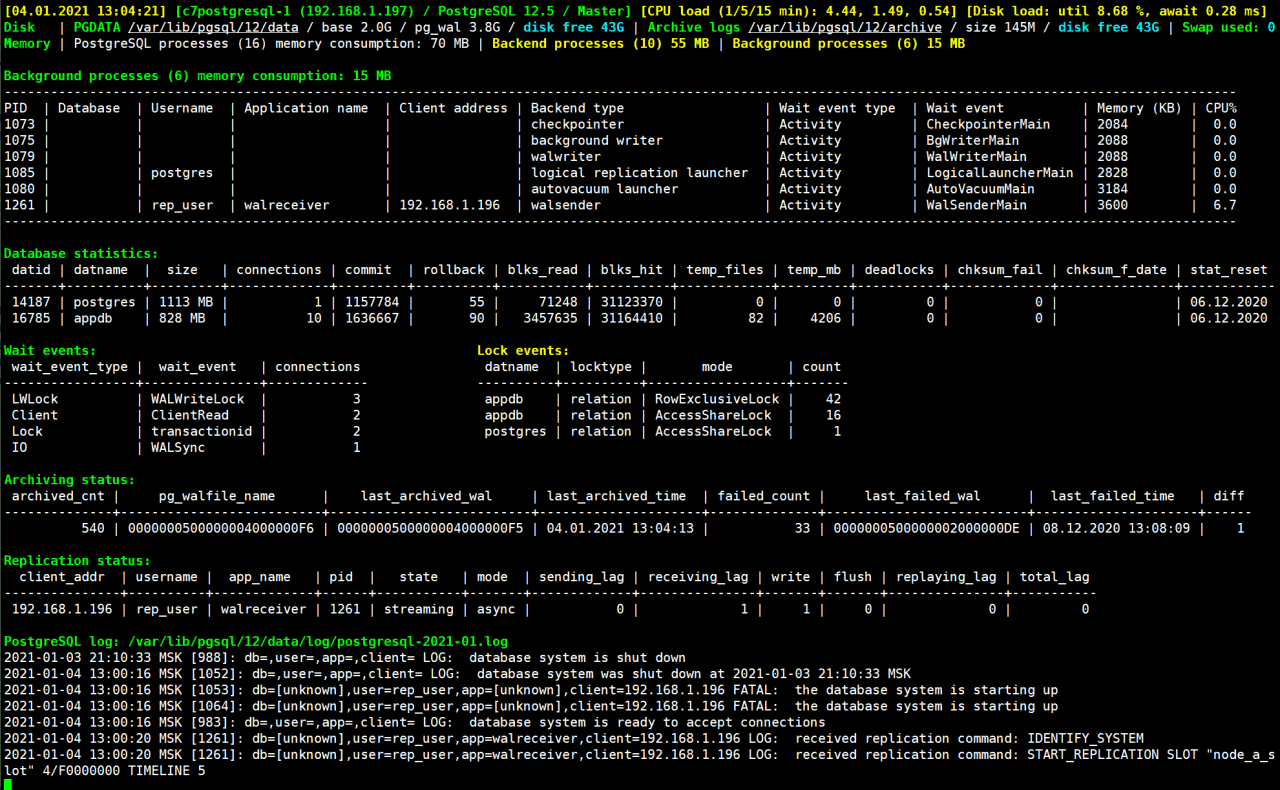 [04.01.2021 13:04:21] [c7postgresql-1 (192.168.1.197) / PostgreSQL 12.5 / Master] [CPU load (1/5/15 min): 4.44, 1.49, 0.54] [Disk load: util 8.68 %, await 0.28 ms]
Disk   | PGDATA /var/lib/pgsql/12/data / base 2.0G / pg_wal 3.8G / disk free 43G | Archive logs /var/lib/pgsql/12/archive / size 145M / disk free 43G | Swap used: 0
Memory | PostgreSQL processes (16) memory consumption: 70 MB | Backend processes (10) 55 MB | Background processes (6) 15 MB
Background processes (6) memory consumption: 15 MB
PID  | Database  | Username  | Application name  | Client address  | Backend type                  | Wait event type  | Wait event          | Memory (KB) | CPU%
1073 |           |           |                   |                 | checkpointer                  | Activity         | CheckpointerMain    | 2084        |  0.0
1075 |           |           |                   |                 | background writer             | Activity         | BgWriterMain        | 2088        |  0.0
1079 |           |           |                   |                 | walwriter                     | Activity         | WalWriterMain       | 2088        |  0.0
1085 |           | postgres  |                   |                 | logical replication launcher  | Activity         | LogicalLauncherMain | 2828        |  0.0
1080 |           |           |                   |                 | autovacuum launcher           | Activity         | AutoVacuumMain      | 3184        |  0.0
1261 |           | rep_user  | walreceiver       | 192.168.1.196   | walsender                     | Activity         | WalSenderMain       | 3600        |  6.7
Database statistics:
datid | datname  |  size   | connections | commit  | rollback | blks_read | blks_hit | temp_files | temp_mb | deadlocks | chksum_fail | chksum_f_date | stat_reset
14187 | postgres | 1113 MB |           1 | 1157784 |       55 |     71248 | 31123370 |          0 |       0 |         0 |           0 |               | 06.12.2020
16785 | appdb    | 828 MB  |          10 | 1636667 |       90 |   3457635 | 31164410 |         82 |    4206 |         0 |           0 |               | 06.12.2020
Wait events:                                                 Lock events:
wait_event_type |  wait_event   | connections                datname  | locktype |       mode       | count
LWLock          | WALWriteLock  |           3                appdb    | relation | RowExclusiveLock |    42
Client          | ClientRead    |           2                appdb    | relation | AccessShareLock  |    16
Lock            | transactionid |           2                postgres | relation | AccessShareLock  |     1
IO              | WALSync       |           1
Archiving status:
archived_cnt |     pg_walfile_name      |    last_archived_wal     | last_archived_time  | failed_count |     last_failed_wal      |  last_failed_time   | diff
540 | 0000000500000004000000F6 | 0000000500000004000000F5 | 04.01.2021 13:04:13 |           33 | 0000000500000002000000DE | 08.12.2020 13:08:09 |    1
Replication status:
client_addr  | username |  app_name   | pid  |   state   | mode  | sending_lag | receiving_lag | write | flush | replaying_lag | total_lag
192.168.1.196 | rep_user | walreceiver | 1261 | streaming | async |           0 |             1 |     1 |     0 |             0 |         0
PostgreSQL log: /var/lib/pgsql/12/data/log/postgresql-2021-01.log
2021-01-03 21:10:33 MSK [988]: db=,user=,app=,client= LOG:  database system is shut down
2021-01-04 13:00:16 MSK [1052]: db=,user=,app=,client= LOG:  database system was shut down at 2021-01-03 21:10:33 MSK
2021-01-04 13:00:16 MSK [1053]: db=[unknown],user=rep_user,app=[unknown],client=192.168.1.196 FATAL:  the database system is starting up
2021-01-04 13:00:16 MSK [1064]: db=[unknown],user=rep_user,app=[unknown],client=192.168.1.196 FATAL:  the database system is starting up
2021-01-04 13:00:16 MSK [983]: db=,user=,app=,client= LOG:  database system is ready to accept connections
2021-01-04 13:00:20 MSK [1261]: db=[unknown],user=rep_user,app=walreceiver,client=192.168.1.196 LOG:  received replication command: IDENTIFY_SYSTEM
2021-01-04 13:00:20 MSK [1261]: db=[unknown],user=rep_user,app=walreceiver,client=192.168.1.196 LOG:  received replication command: START_REPLICATION SLOT "node_a_s
lot" 4/F0000000 TIMELINE 5